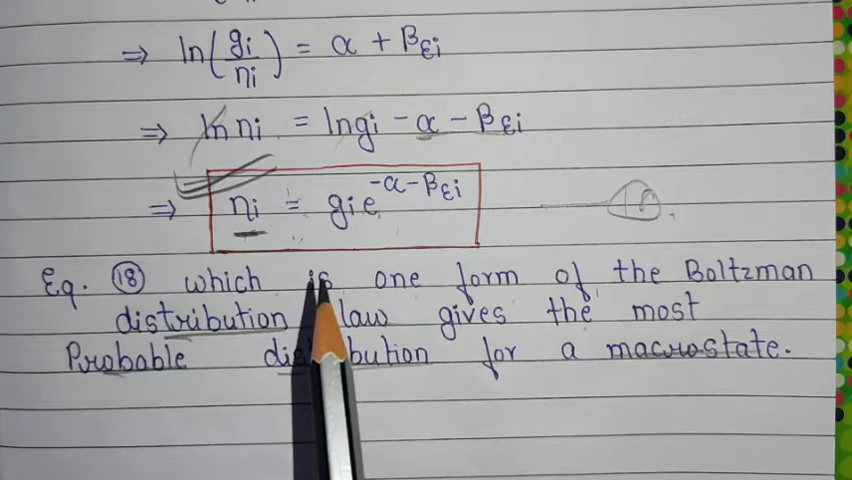 ⇒ ln(gi/ni) = α + βεi
⇒ ln ni = ln gi - α - βεi
⇒ ni = gi e^-α-βεi 18
Eq. 18 which is one form of the Boltzman
distribution law gives the most
Probable distribution for a macrostate.